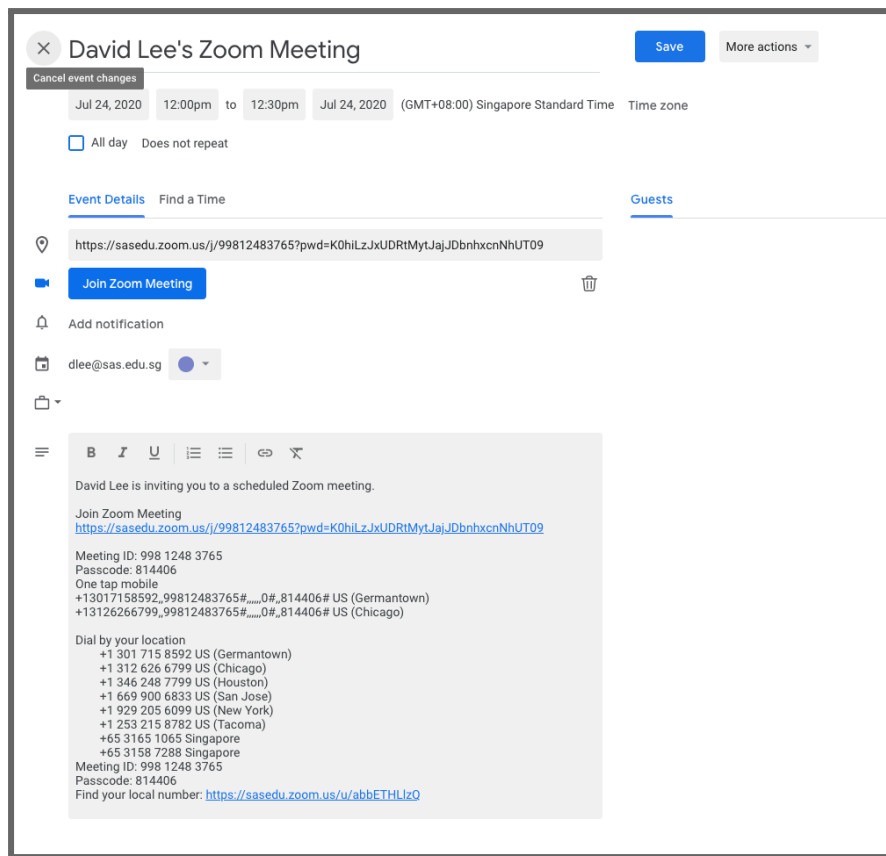 David Lee's Zoom Meeting
Save
More actions
Cancel event changes
Jul 24, 2020 12:00pm to 12:30pm Jul 24, 2020 (GMT+08:00) Singapore Standard Time Time zone
All day Does not repeat
Event Details Find a Time
Guests
https://sasedu.zoom.us/j/99812483765?pwd=K0hiLzJxUDRtMytJajJDbnhxcnNhUT09
Join Zoom Meeting
Add notification
dlee@sas.edu.sg
B I U
David Lee is inviting you to a scheduled Zoom meeting.
Join Zoom Meeting
https://sasedu.zoom.us/j/99812483765?pwd=K0hiLzJxUDRtMytJajJDbnhxcnNhUT09
Meeting ID: 998 1248 3765
Passcode: 814406
One tap mobile
+13017158592,,99812483765#,,,,,,0#,,814406# US (Germantown)
+13126266799,,99812483765#,,,,,,0#,,814406# US (Chicago)
Dial by your location
+1 301 715 8592 US (Germantown)
+1 312 626 6799 US (Chicago)
+1 346 248 7799 US (Houston)
+1 669 900 6833 US (San Jose)
+1 929 205 6099 US (New York)
+1 253 215 8782 US (Tacoma)
+65 3165 1065 Singapore
+65 3158 7288 Singapore
Meeting ID: 998 1248 3765
Passcode: 814406
Find your local number: https://sasedu.zoom.us/u/abbETHLlzQ